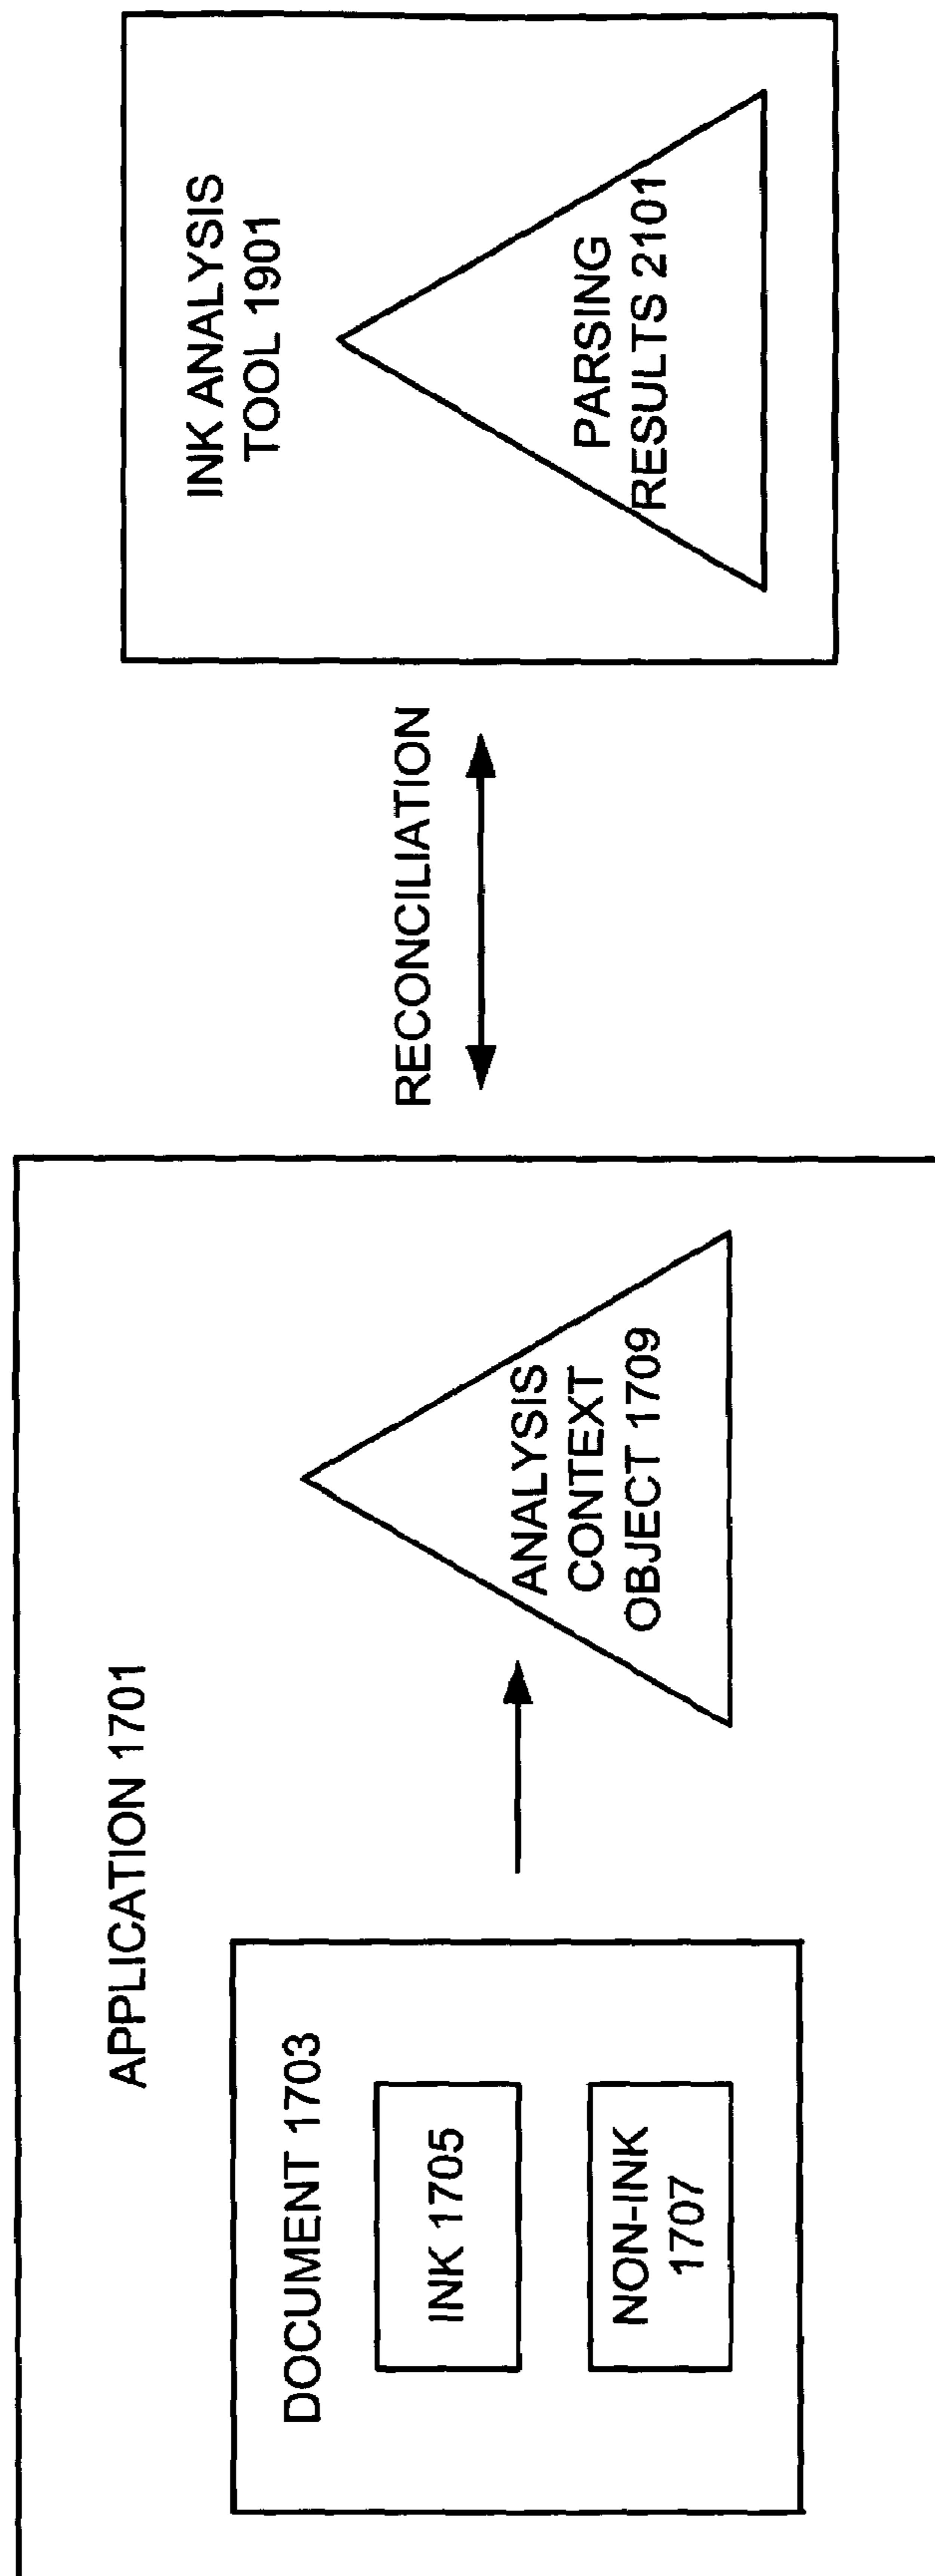 APPLICATION 1701
DOCUMENT 1703
INK 1705
NON-INK
1707
ANALYSIS
CONTEXT
OBJECT 1709
RECONCILIATION
INK ANALYSIS
TOOL 1901
PARSING
RESULTS 2101